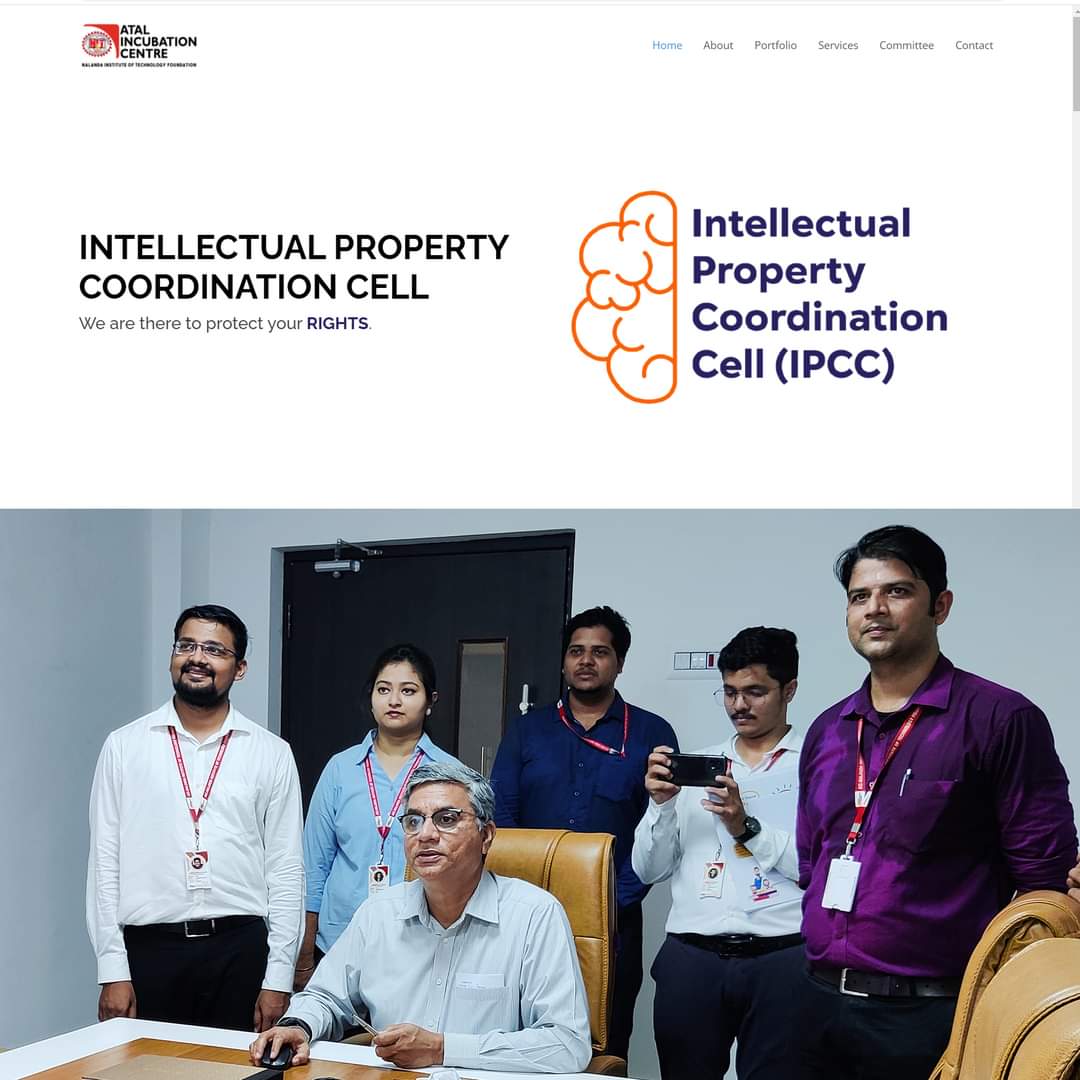 ATAL
INCUBATION
CENTRE
NALANDA INSTITUTE OF TECHNOLOGY FOUNDATION
Home About Portfolio Services Committee Contact
INTELLECTUAL PROPERTY
COORDINATION CELL
We are there to protect your RIGHTS.
Intellectual
Property
Coordination
Cell (IPCC)